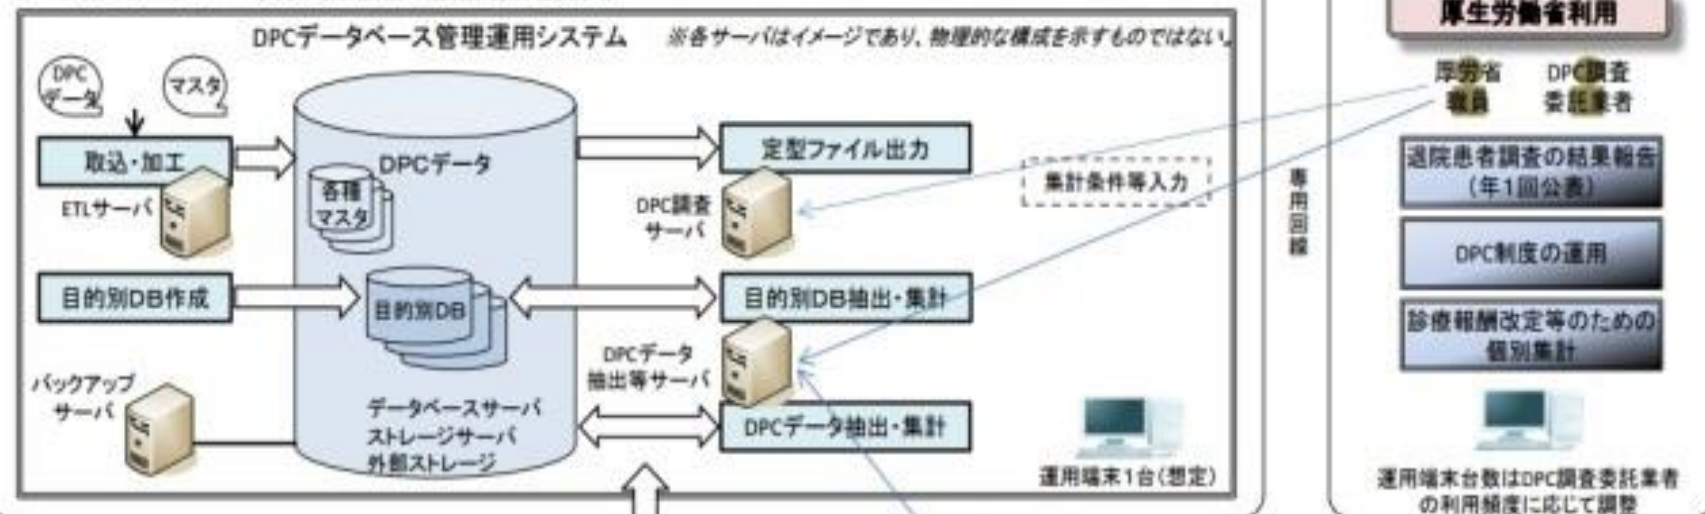 DPCデータベース管理運用システム
※各サーバはイメージであり、物理的な構成を示すものではない。
DPC
データ
マスタ
取込・加工
ETLサーバ
目的別DB作成
バックアップ
サーバ
DPCデータ
各種
マスタ
目的別DB
データベースサーバ
ストレージサーバ
外部ストレージ
定型ファイル出力
DPC調査
サーバ
目的別DB抽出・集計
DPCデータ
抽出等サーバ
DPCデータ抽出・集計
集計条件等入力
運用端末1台(想定)
専用回線
厚生労働省利用
厚労省
職員
DPC調査
委託業者
退院患者調査の結果報告
(年1回公表)
DPC制度の運用
診療報酬改定等のための
個別集計
運用端末台数はDPC調査委託業者
の利用頻度に応じて調整